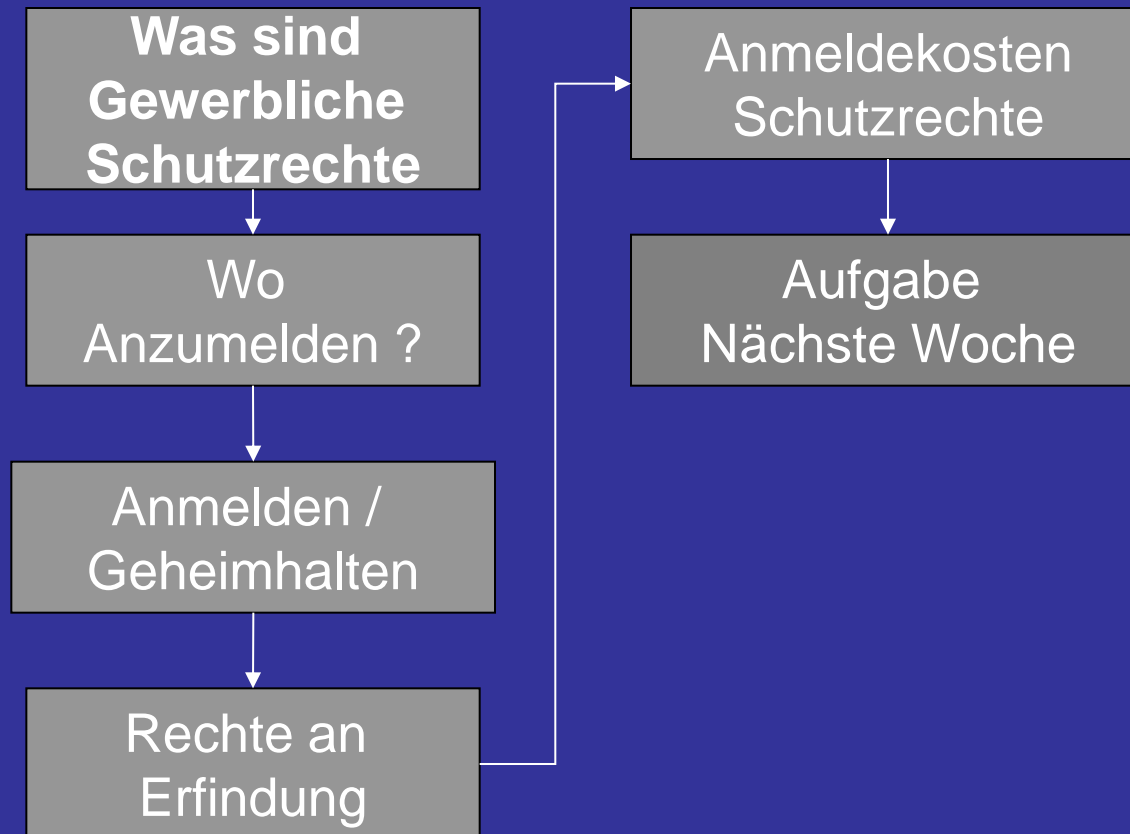 Was sind
Gewerbliche
Schutzrechte
Wo
Anzumelden ?
Anmelden /
Geheimhalten
Rechte an
Erfindung
Anmeldekosten
Schutzrechte
Aufgabe
Nächste Woche